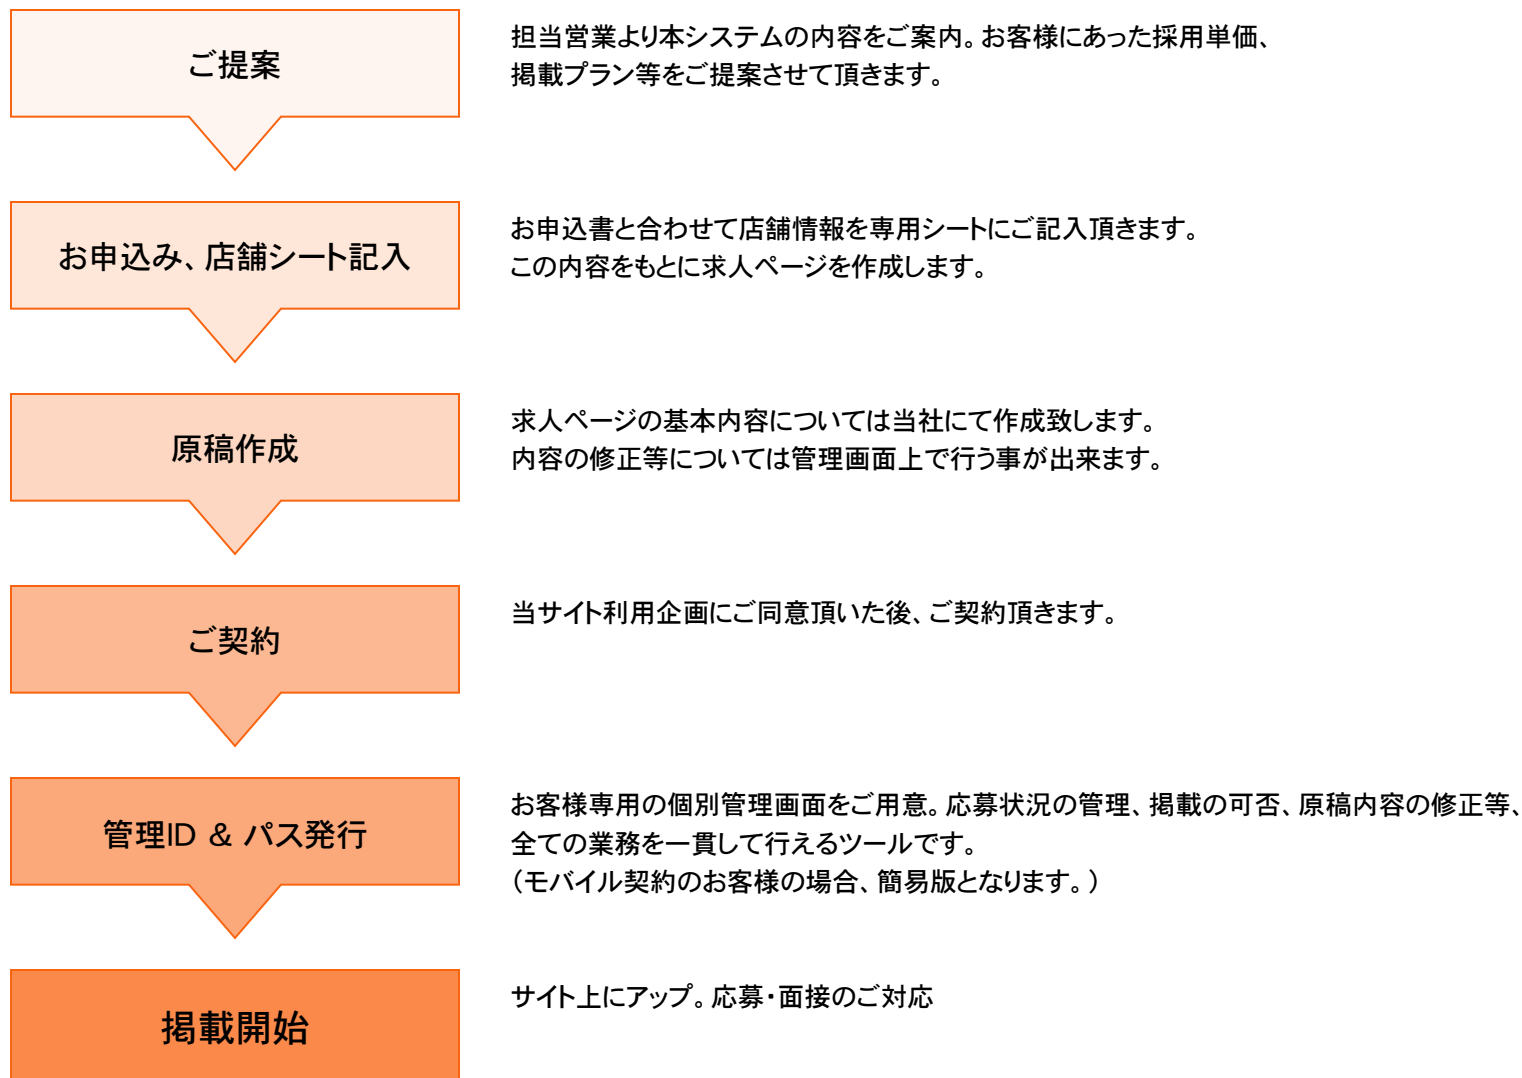 ご提案
担当営業より本システムの内容をご案内。お客様にあった採用単価、
掲載プラン等をご提案させて頂きます。
お申込み、店舗シート記入
お申込書と合わせて店舗情報を専用シートにご記入頂きます。
この内容をもとに求人ページを作成します。
原稿作成
求人ページの基本内容については当社にて作成致します。
内容の修正等については管理画面上で行う事が出来ます。
ご契約
当サイト利用企画にご同意頂いた後、ご契約頂きます。
管理ID & パス発行
お客様専用の個別管理画面をご用意。応募状況の管理、掲載の可否、原稿内容の修正等、
全ての業務を一貫して行えるツールです。
（モバイル契約のお客様の場合、簡易版となります。）
掲載開始
サイト上にアップ。応募・面接のご対応